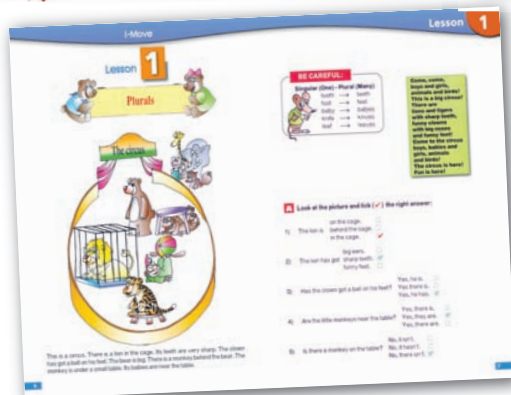 i-Move
Lesson 1
Plurals
The circus
This is a circus. There is a lion in the cage. Its teeth are very sharp. The clown
has got a ball on his feet. The bear is big. There is a monkey behind the bear. The
monkey is under a small table. Its babies are near the table.
Lesson 1
BE CAREFUL:
Singular (One) - Plural (Many)
tooth → teeth
foot → feet
baby → babies
knife → knives
leaf → leaves
Come, come,
boys and girls,
animals and birds!
This is a big circus!
There are
lions and tigers
with sharp teeth,
funny clowns
with big noses
and funny feet!
Come to the circus
boys, babies and
girls, animals
and birds!
The circus is here!
Fun is here!
A Look at the picture and tick (✓) the right answer:
1) The lion is
on the cage.
behind the cage.
in the cage. ✓
2) The lion has got
big ears.
sharp teeth.
funny feet.
3) Has the clown got a ball on his feet?
Yes, he is.
Yes, there is.
Yes, he has.
4) Are the little monkeys near the table?
Yes, there is.
Yes, they are.
Yes, there are.
5) Is there a monkey on the table?
No, it isn't.
No, it hasn't.
No, there isn't.